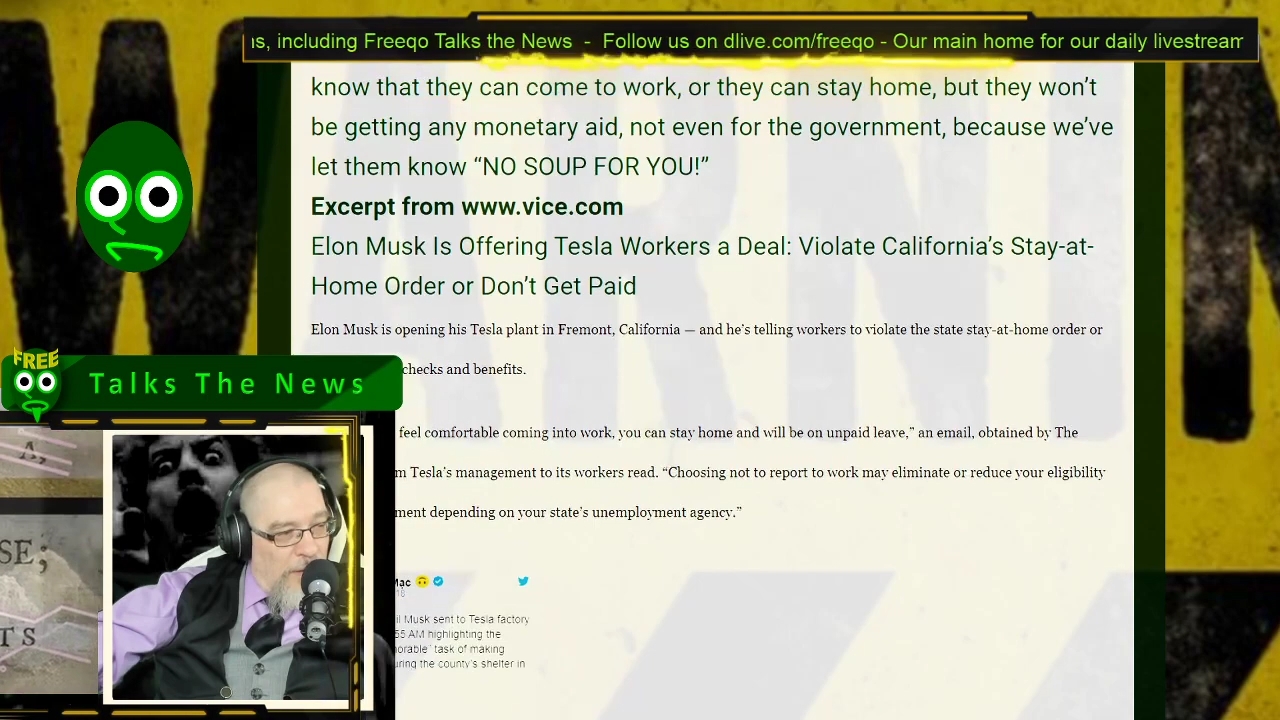 ns, including Freeqo Talks the News - Follow us on dlive.com/freeqo - Our main home for our daily livestream
know that they can come to work, or they can stay home, but they won’t
be getting any monetary aid, not even for the government, because we’ve
let them know “NO SOUP FOR YOU!”
Excerpt from www.vice.com
Elon Musk Is Offering Tesla Workers a Deal: Violate California’s Stay-at-
Home Order or Don’t Get Paid
Elon Musk is opening his Tesla plant in Fremont, California — and he’s telling workers to violate the state stay-at-home order or
checks and benefits.
FREE
Talks The News
feel comfortable coming into work, you can stay home and will be on unpaid leave,” an email, obtained by The
m Tesla’s management to its workers read. “Choosing not to report to work may eliminate or reduce your eligibility
ment depending on your state’s unemployment agency.”
Mac
il Musk sent to Tesla factory
55 AM highlighting the
orable” task of making
uring the county’s shelter in
SE;
TS